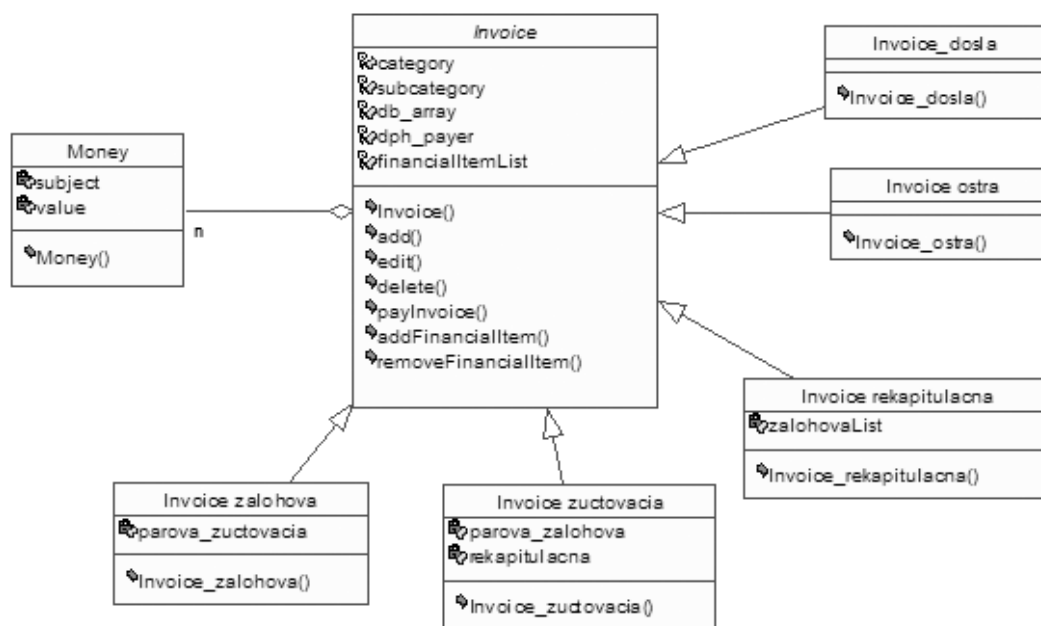 Invoice
category
subcategory
db_array
dph_payer
financialItemList
Invoice()
add()
edit()
delete()
payInvoice()
addFinancialItem()
removeFinancialItem()
Money
subject
value
Money()
n
Invoice_dosla
Invoice_dosla()
Invoice ostra
Invoice_ostra()
Invoice rekapitulacna
zalohovaList
Invoice_rekapitulacna()
Invoice zalohova
parova_zuctovacia
Invoice_zalohova()
Invoice zuctovacia
parova_zalohova
rekapitulacna
Invoice_zuctovacia()